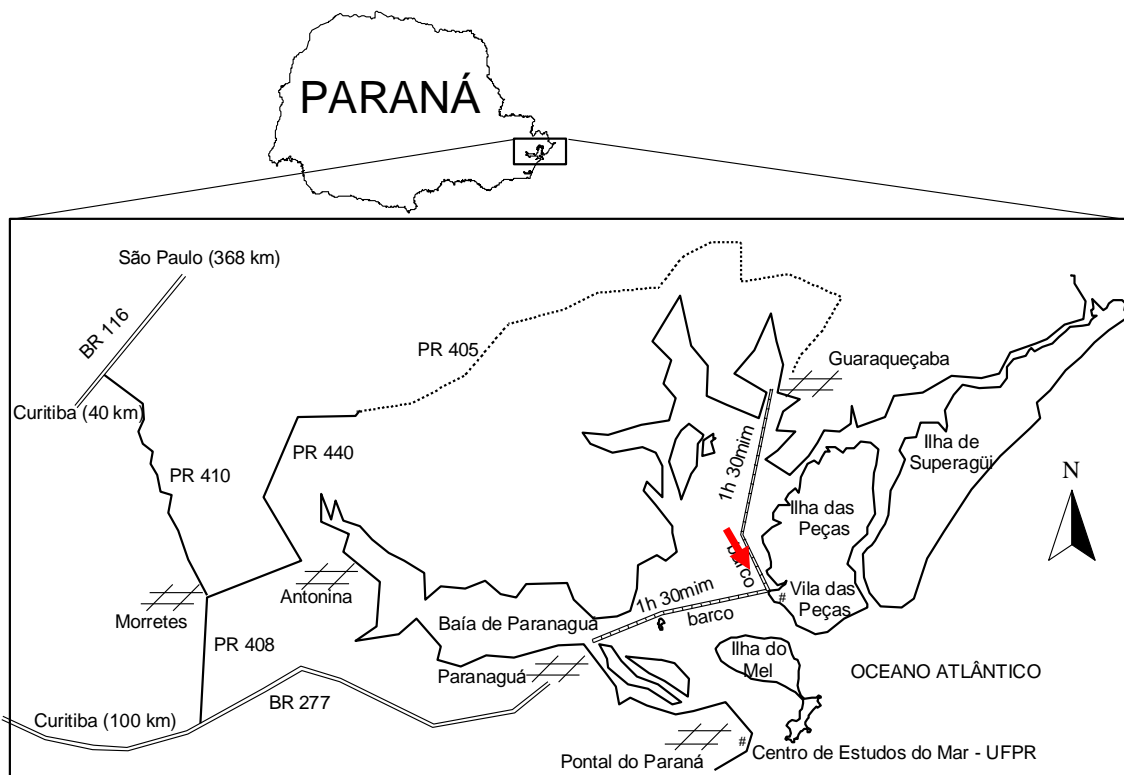 PARANÁ
São Paulo (368 km)
BR 116
PR 405
Guaraqueçaba
Curitiba (40 km)
PR 440
Ilha de
Superagüi
PR 410
1h 30mim
N
Ilha das
Peças
barco
Antonina
1h 30mim
Vila das
Peças
Morretes
barco
Baía de Paranaguá
PR 408
Ilha do
Mel
OCEANO ATLÂNTICO
Paranaguá
BR 277
Curitiba (100 km)
Pontal do Paraná
Centro de Estudos do Mar - UFPR